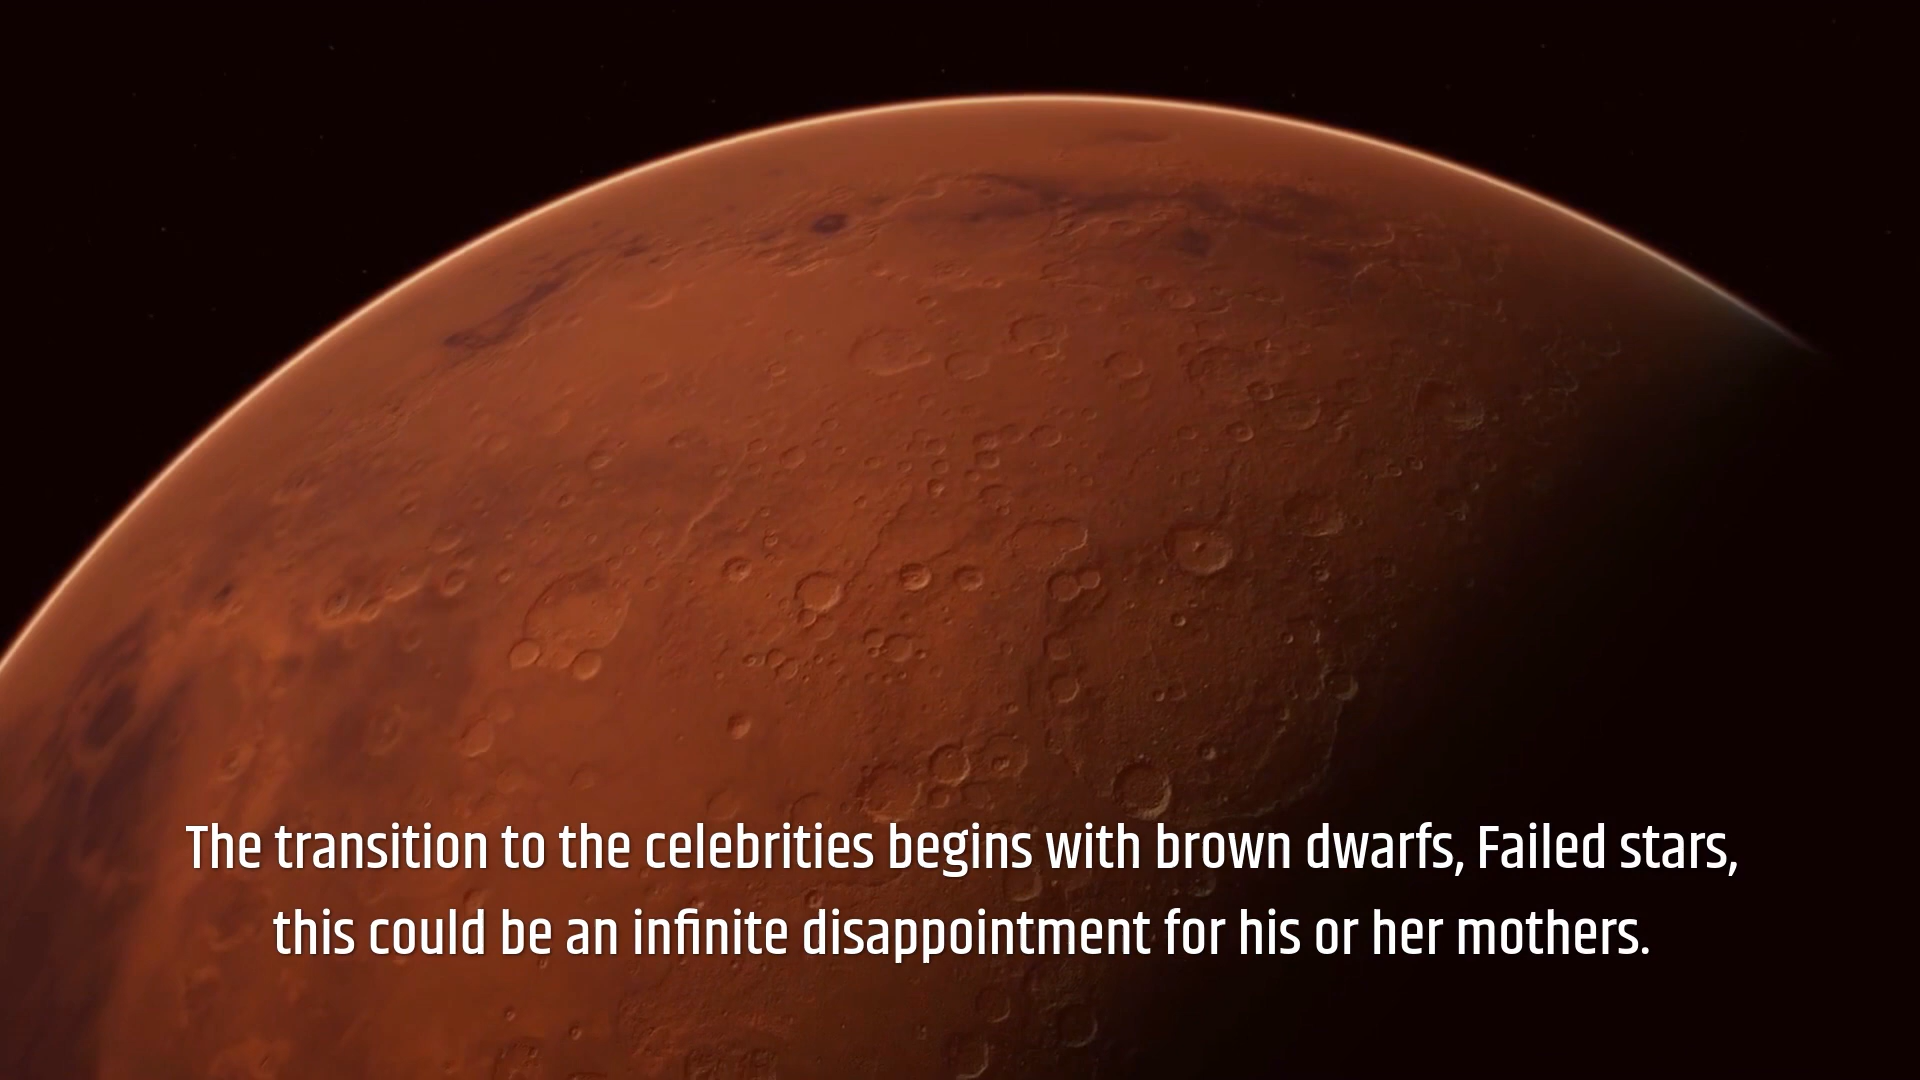 The transition to the celebrities begins with brown dwarfs, Failed stars,
this could be an infinite disappointment for his or her mothers.